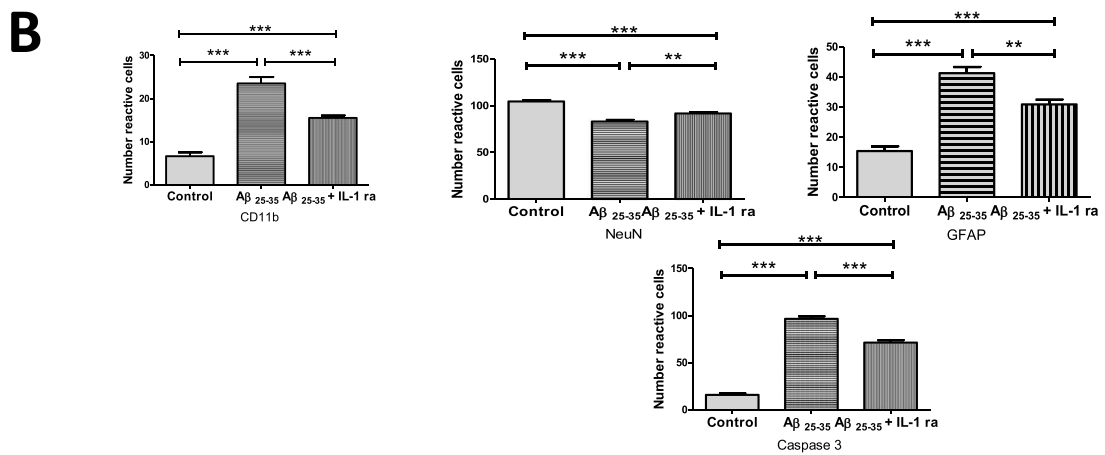 B
***
*** ***
Number reactive cells
30
20
10
0
Control Aβ 25-35 Aβ 25-35 + IL-1 ra
CD11b
***
*** **
Number reactive cells
150
100
50
0
Control Aβ 25-35 Aβ 25-35 + IL-1 ra
NeuN
***
*** **
Number reactive cells
50
40
30
20
10
0
Control Aβ 25-35 Aβ 25-35 + IL-1 ra
GFAP
***
*** ***
Number reactive cells
150
100
50
0
Control Aβ 25-35 Aβ 25-35 + IL-1 ra
Caspase 3